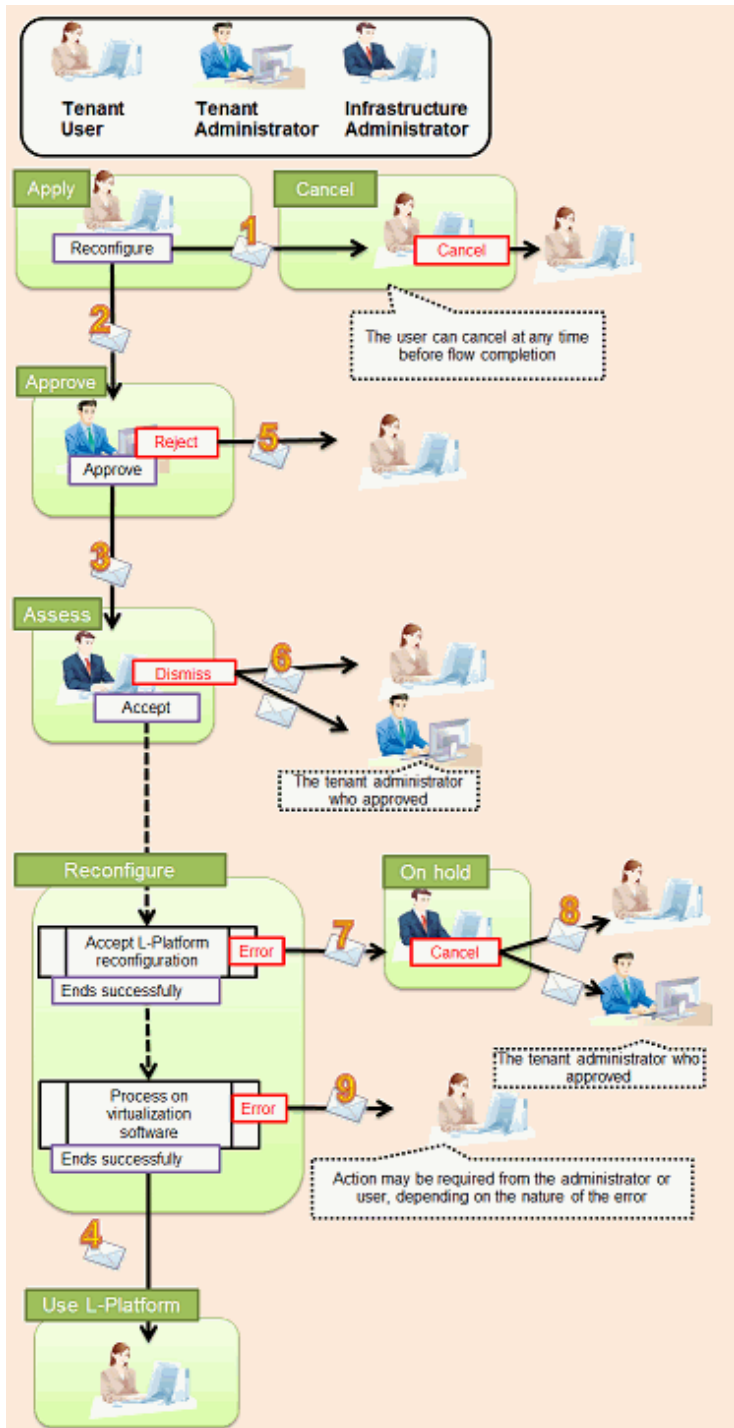 Tenant User
Tenant Administrator
Infrastructure Administrator
Apply
Cancel
1
Reconfigure
Cancel
2
The user can cancel at any time
before flow completion
Approve
Reject
5
Approve
3
Assess
6
Dismiss
Accept
The tenant administrator
who approved
Reconfigure
On hold
8
Accept L-Platform
reconfiguration
Error
7
Cancel
Ends successfully
The tenant administrator who
approved
9
Process on
virtualization
software
Error
Ends successfully
Action may be required from the administrator or
user, depending on the nature of the error
4
Use L-Platform